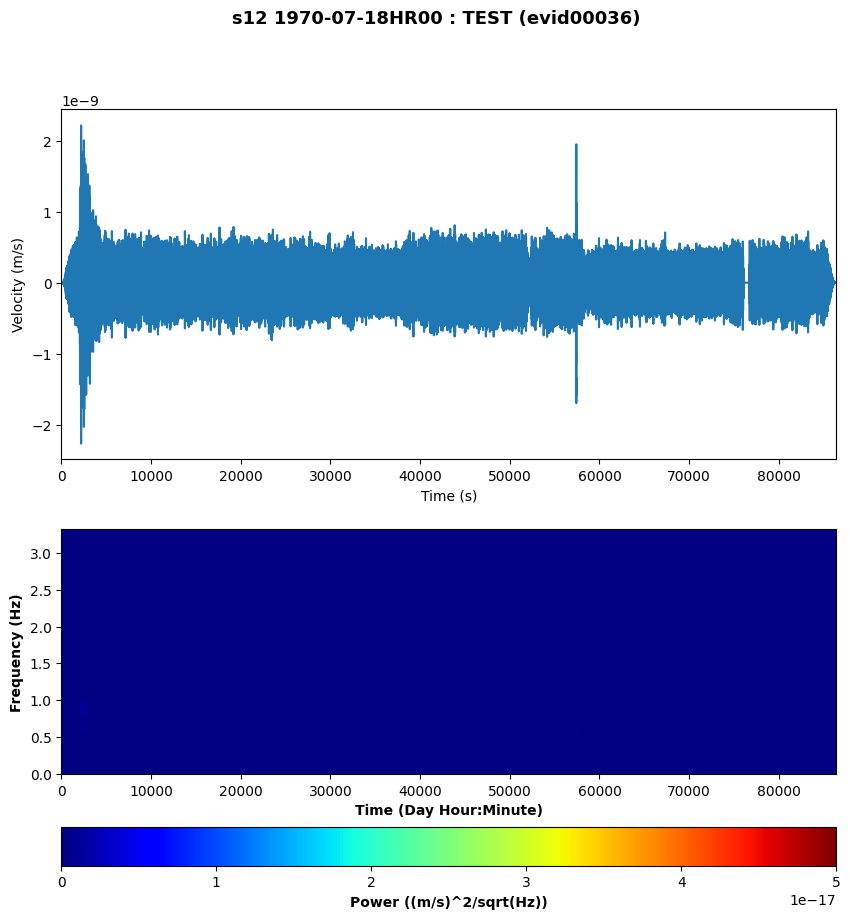 s12 1970-07-18HR00 : TEST (evid00036)
1e−9
2
1
0
−1
−2
Velocity (m/s)
0 10000 20000 30000 40000 50000 60000 70000 80000
Time (s)
3.0
2.5
2.0
1.5
1.0
0.5
0.0
Frequency (Hz)
0 10000 20000 30000 40000 50000 60000 70000 80000
Time (Day Hour:Minute)
0 1 2 3 4 5
1e−17
Power ((m/s)^2/sqrt(Hz))